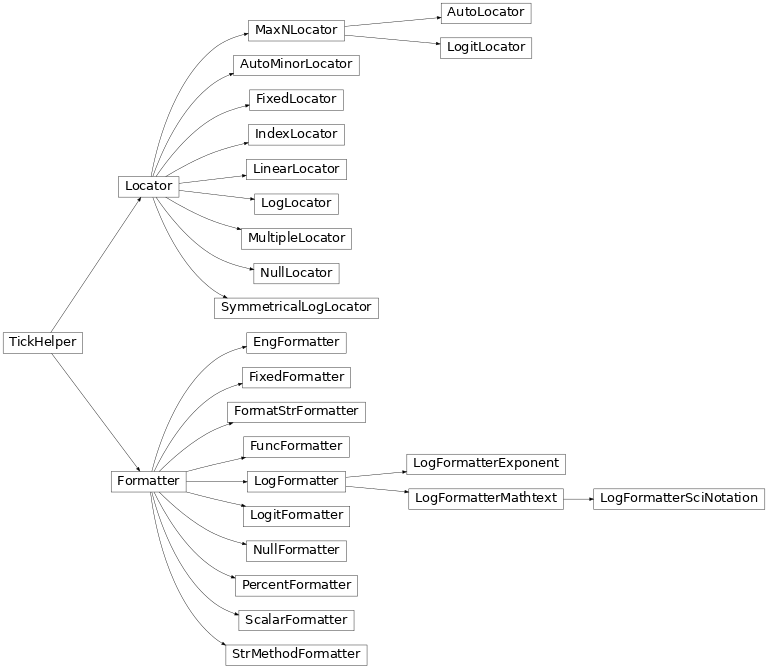 AutoLocator
MaxNLocator
LogitLocator
AutoMinorLocator
FixedLocator
IndexLocator
LinearLocator
Locator
LogLocator
MultipleLocator
NullLocator
SymmetricalLogLocator
TickHelper
EngFormatter
FixedFormatter
FormatStrFormatter
FuncFormatter
LogFormatterExponent
Formatter
LogFormatter
LogFormatterMathtext
LogFormatterSciNotation
LogitFormatter
NullFormatter
PercentFormatter
ScalarFormatter
StrMethodFormatter